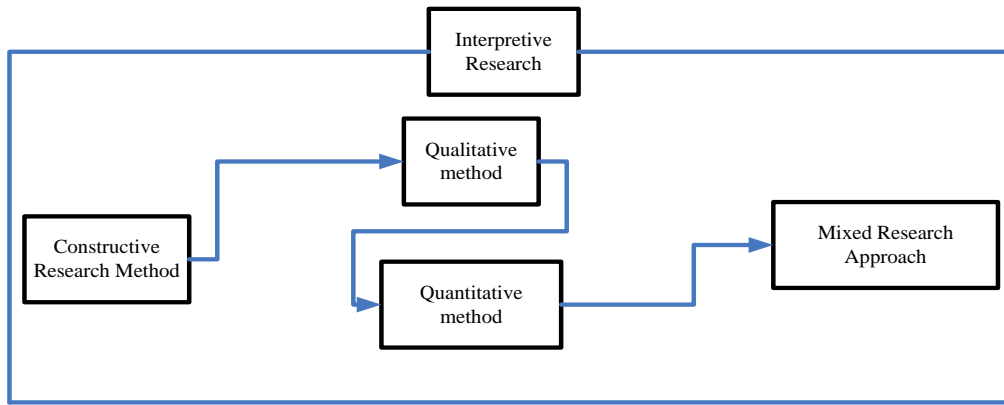 Interpretive
Research
Qualitative
method
Constructive
Research Method
Quantitative
method
Mixed Research
Approach